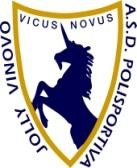 VICUS NOVUS
JOLLY VINOVO
A.S.D. POLISPORTIVA